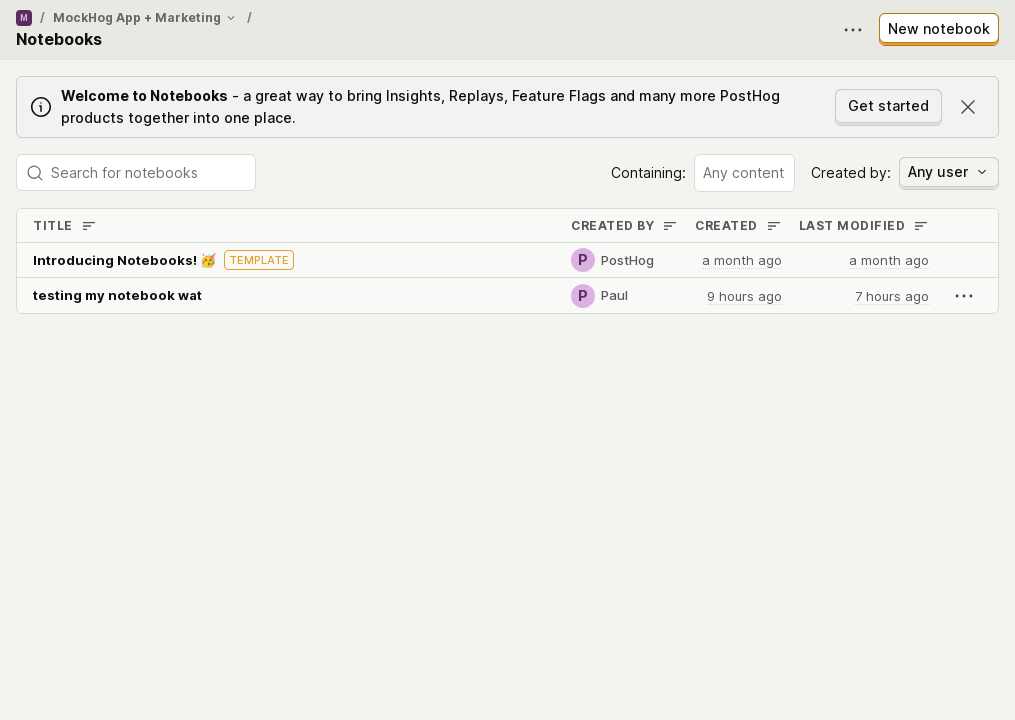 M / MockHog App + Marketing /
Notebooks
New notebook
Welcome to Notebooks - a great way to bring Insights, Replays, Feature Flags and many more PostHog
products together into one place.
Get started
Search for notebooks
Containing: Any content Created by: Any user
TITLE CREATED BY CREATED LAST MODIFIED
Introducing Notebooks! 🥳 TEMPLATE P PostHog a month ago a month ago
testing my notebook wat P Paul 9 hours ago 7 hours ago